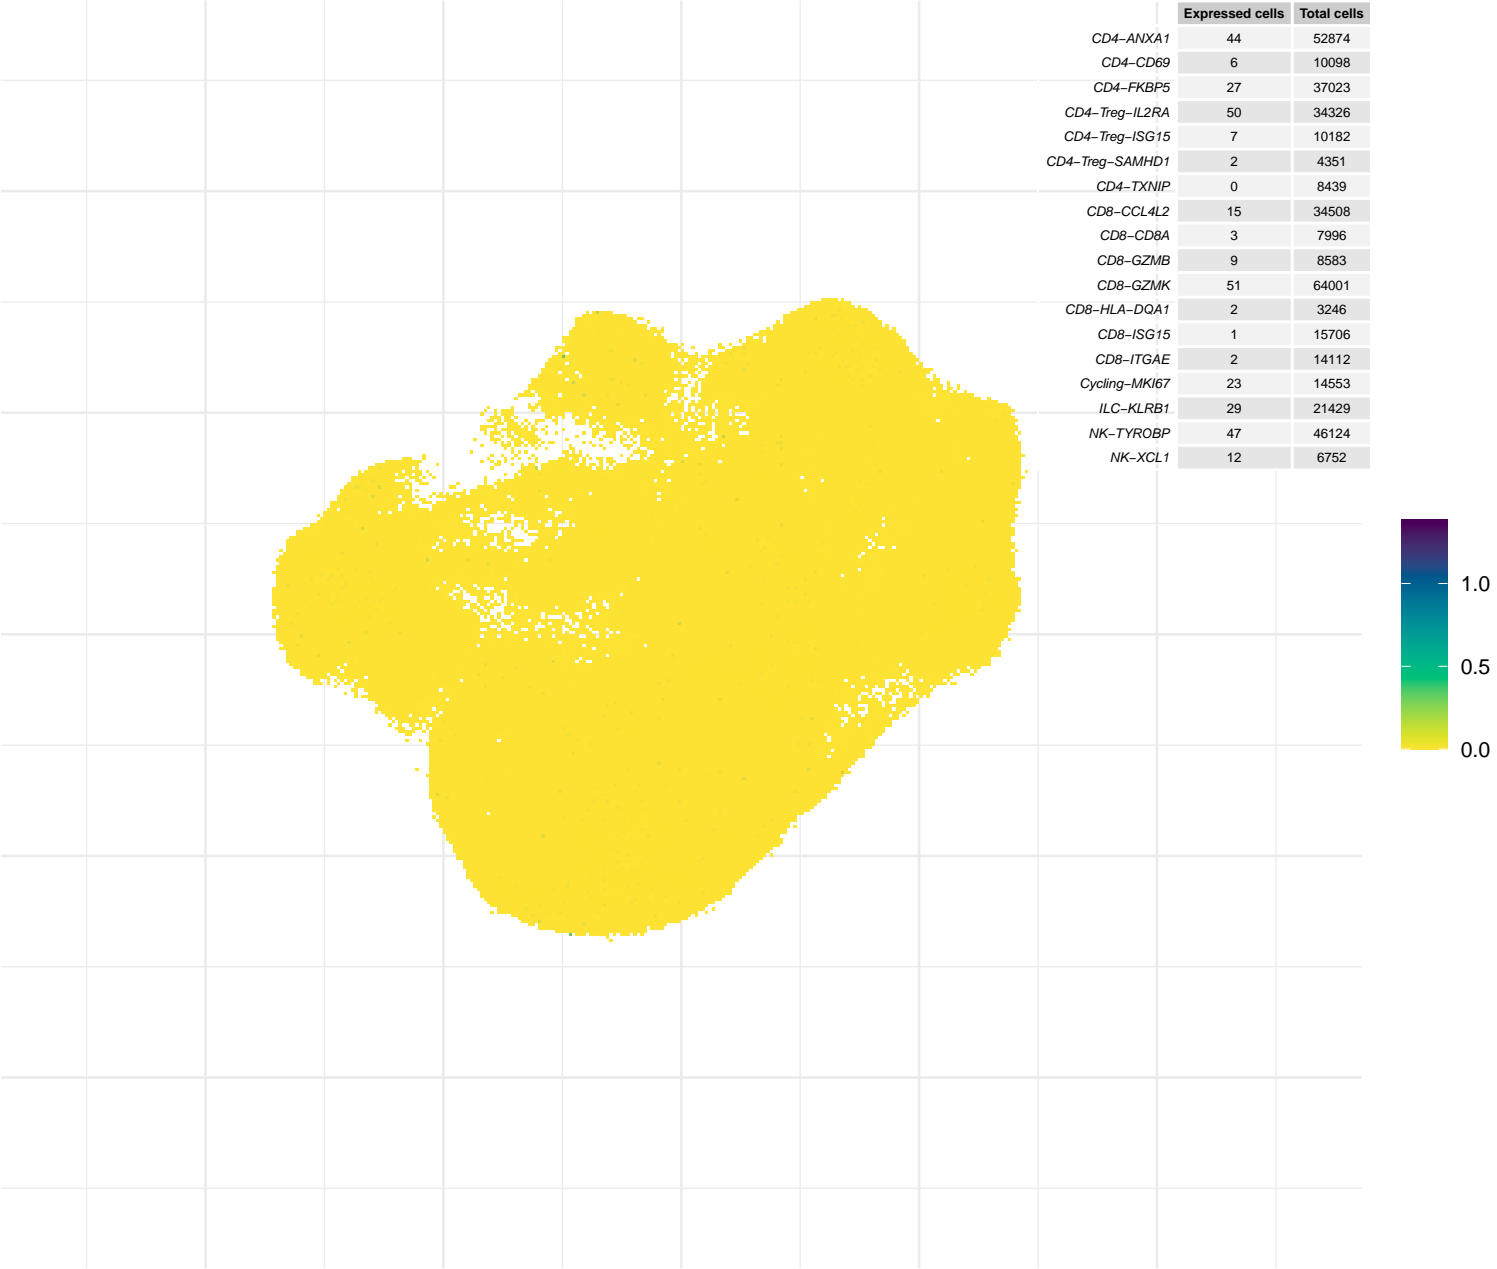 Expressed cells Total cells
CD4−ANXA1 44 52874
CD4−CD69 6 10098
CD4−FKBP5 27 37023
CD4−Treg−IL2RA 50 34326
CD4−Treg−ISG15 7 10182
CD4−Treg−SAMHD1 2 4351
CD4−TXNIP 0 8439
CD8−CCL4L2 15 34508
CD8−CD8A 3 7996
CD8−GZMB 9 8583
CD8−GZMK 51 64001
CD8−HLA−DQA1 2 3246
CD8−ISG15 1 15706
CD8−ITGAE 2 14112
Cycling−MKI67 23 14553
ILC−KLRB1 29 21429
NK−TYROBP 47 46124
NK−XCL1 12 6752
1.0
0.5
0.0